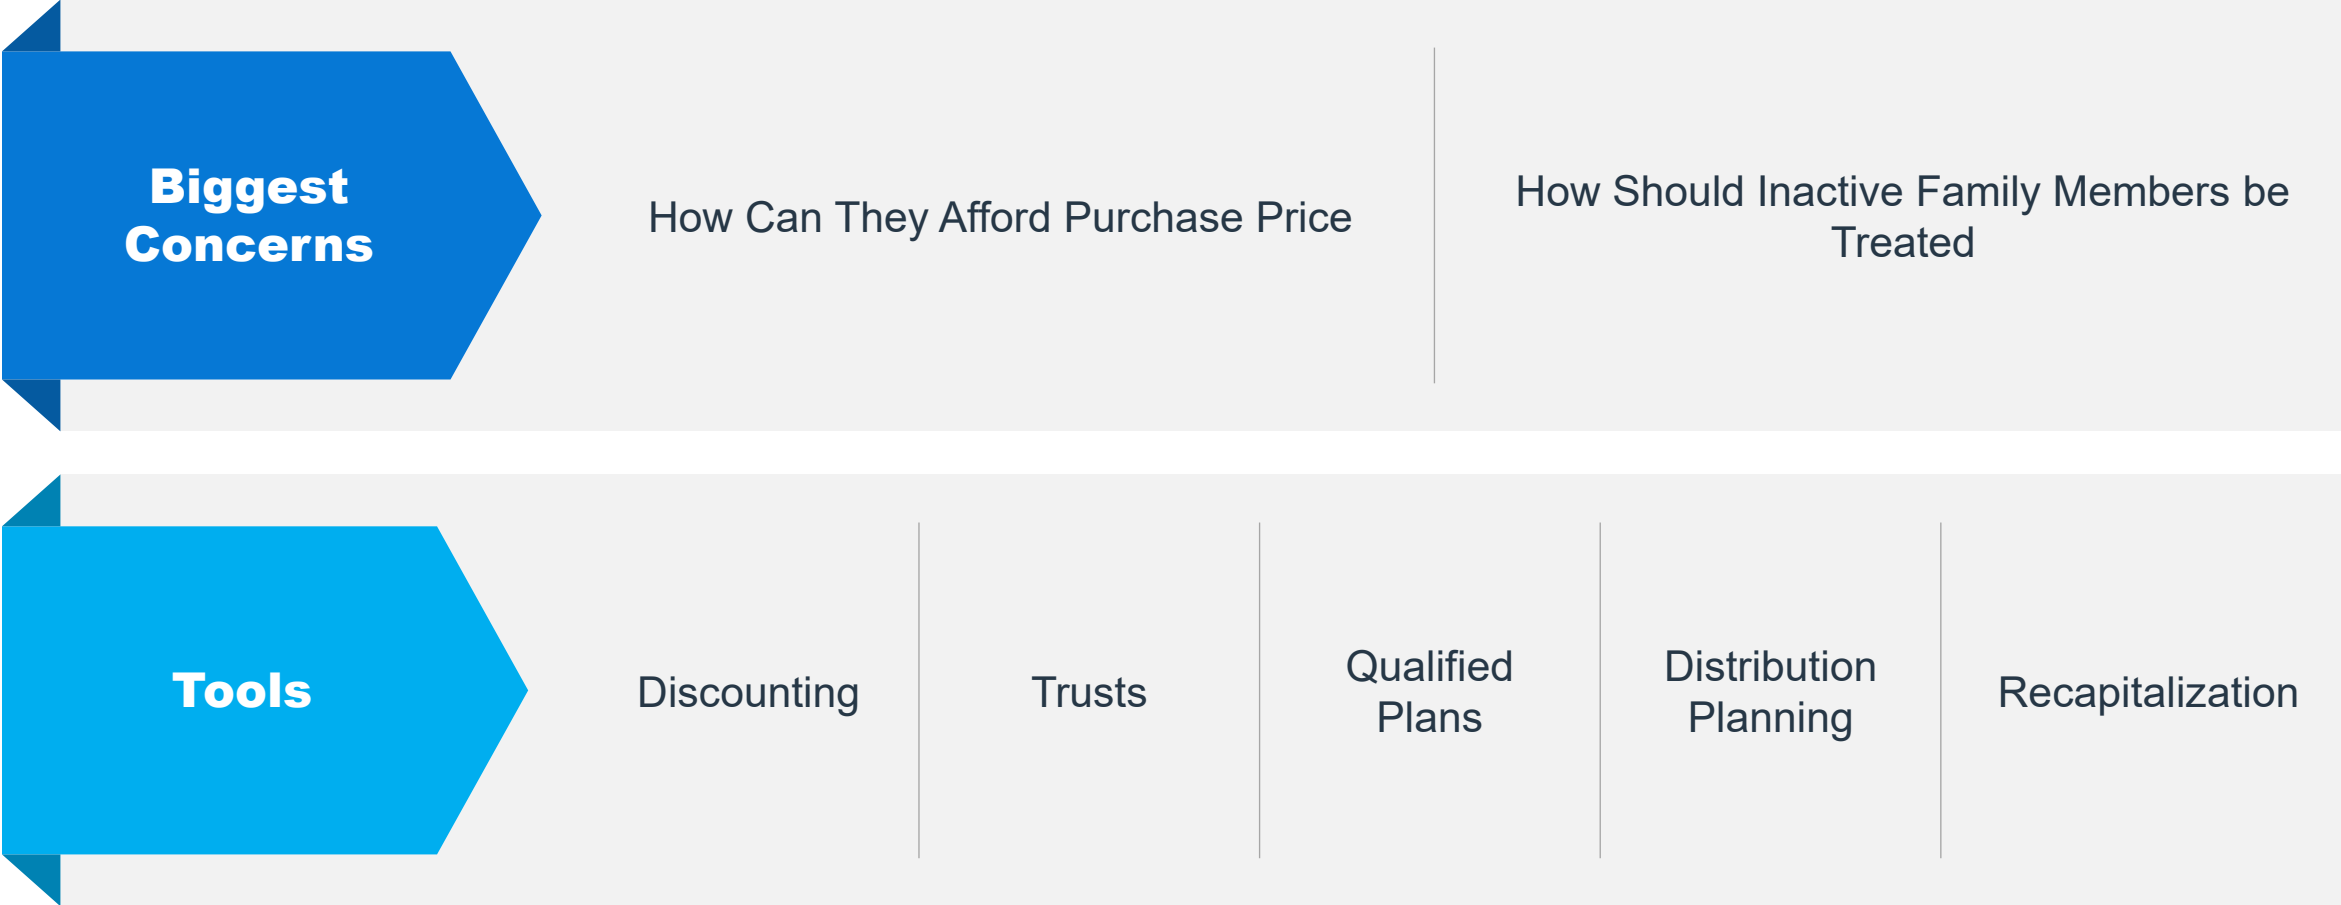 Biggest
Concerns
How Can They Afford Purchase Price
How Should Inactive Family Members be
Treated
Tools
Discounting
Trusts
Qualified
Plans
Distribution
Planning
Recapitalization